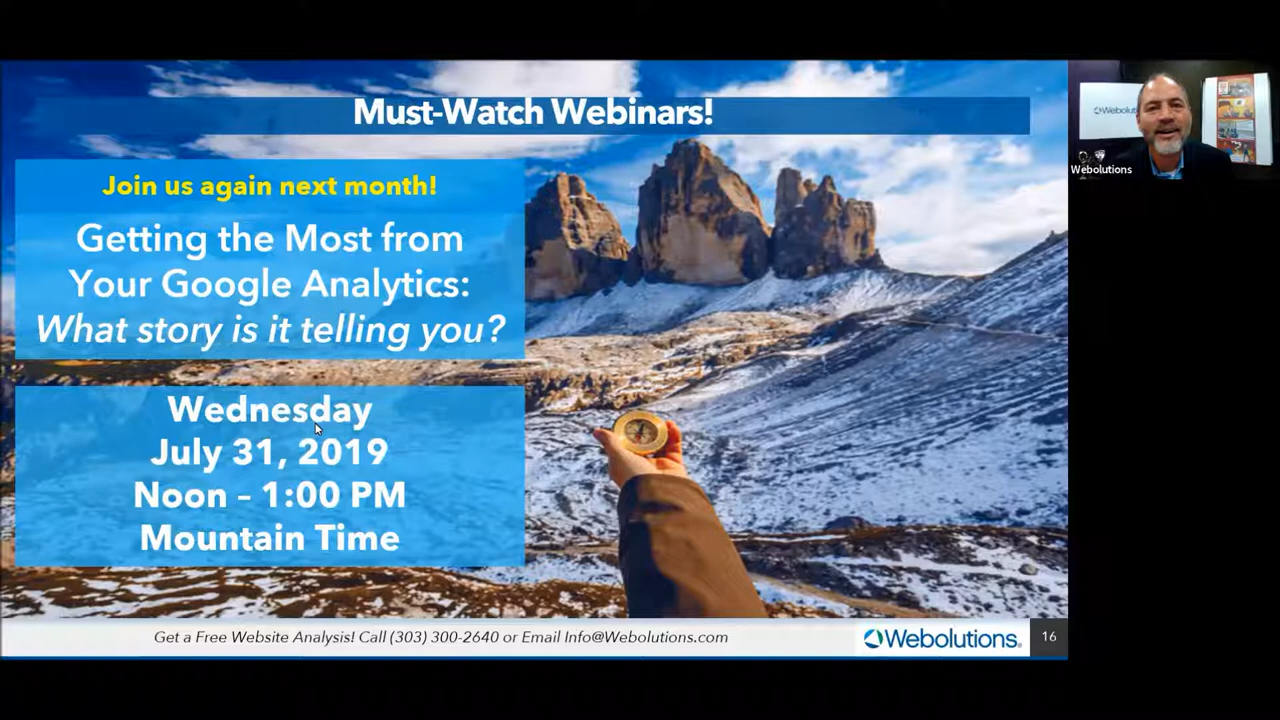 Must-Watch Webinars!
Join us again next month!
Getting the Most from
Your Google Analytics:
What story is it telling you?
Wednesday
July 31, 2019
Noon – 1:00 PM
Mountain Time
Get a Free Website Analysis! Call (303) 300-2640 or Email Info@Webolutions.com
Webolutions.
16
Webolutions